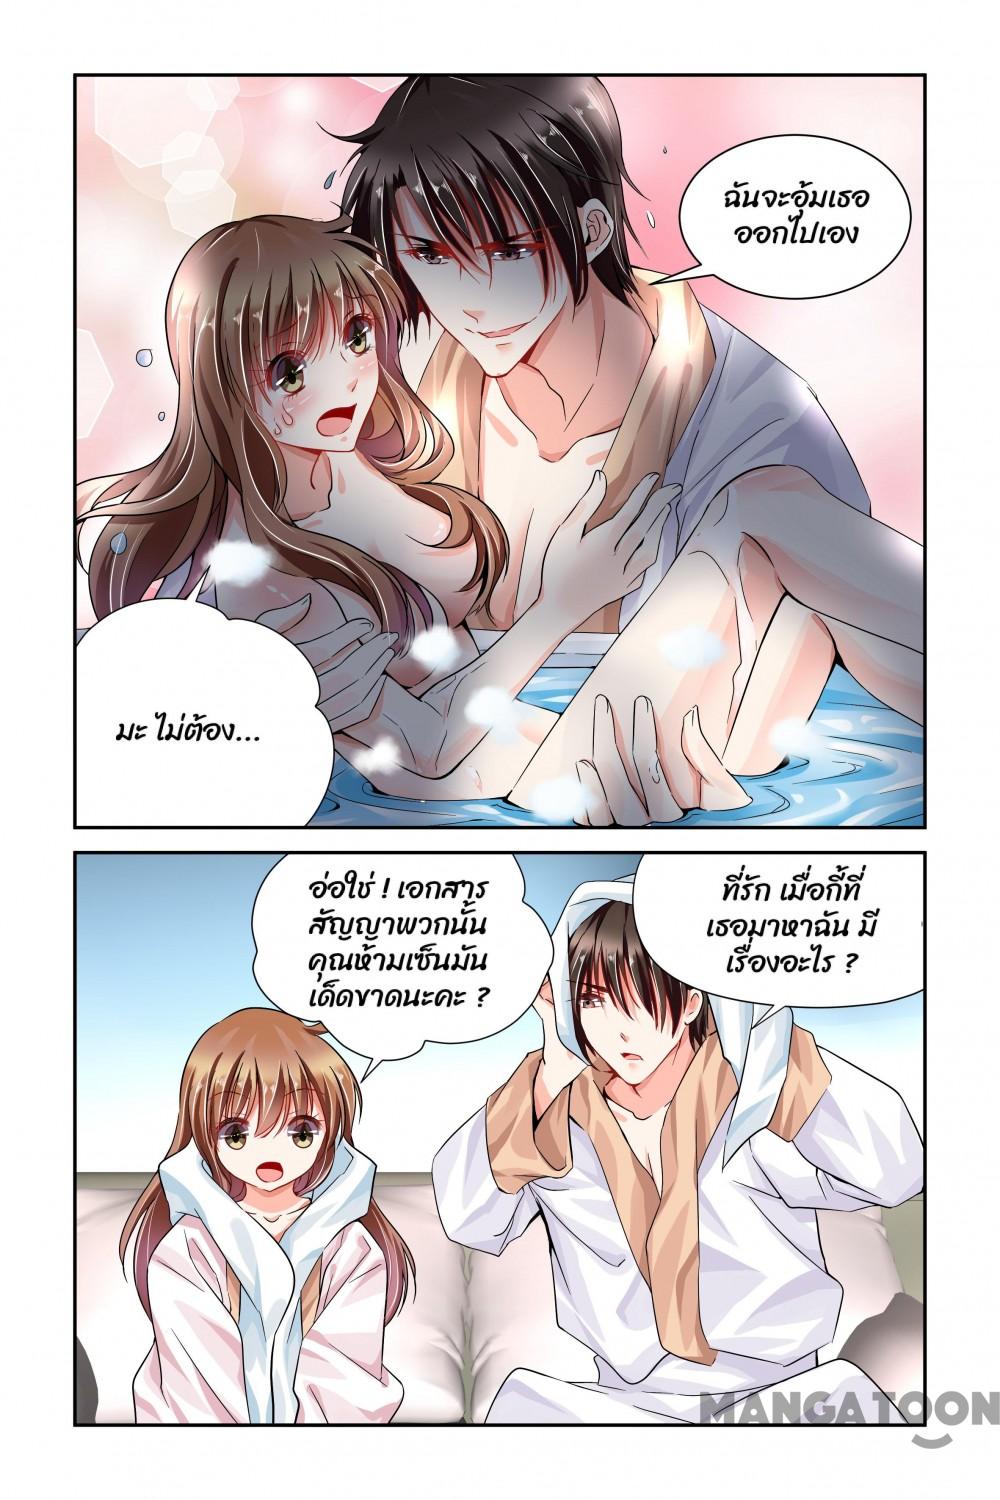 ฉันจะอุ้มเธอ
ออกไปเอง
มะ ไม่ต้อง...
ที่รัก เมื่อกี้ที่
เธอมาหาฉัน มี
เรื่องอะไร ?
อ่อใช่ ! เอกสาร
สัญญาพวกนั้น
คุณห้ามเซ็นมัน
เด็ดขาดนะคะ ?
MANGATOON